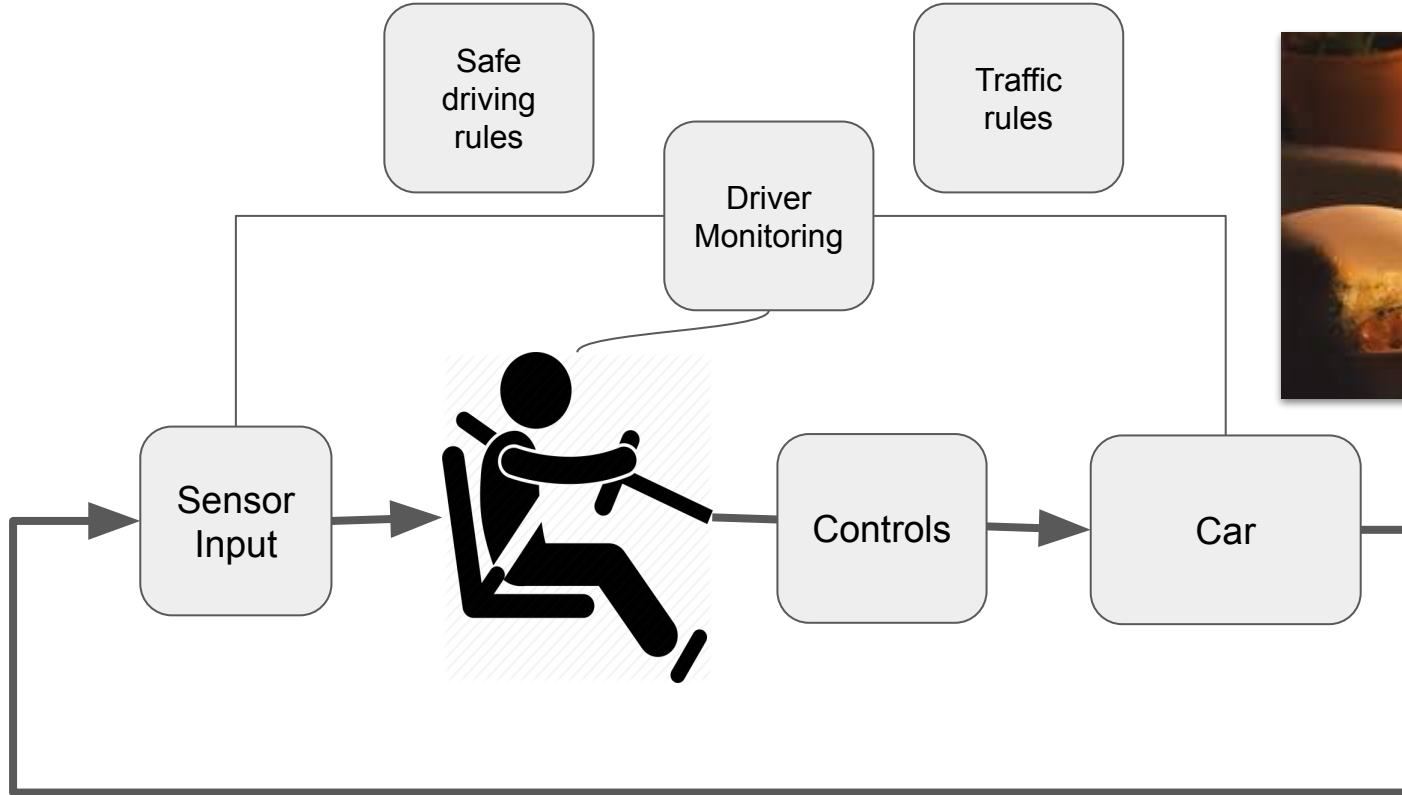 Safe
driving
rules
Traffic
rules
Driver
Monitoring
Sensor
Input
Controls
Car